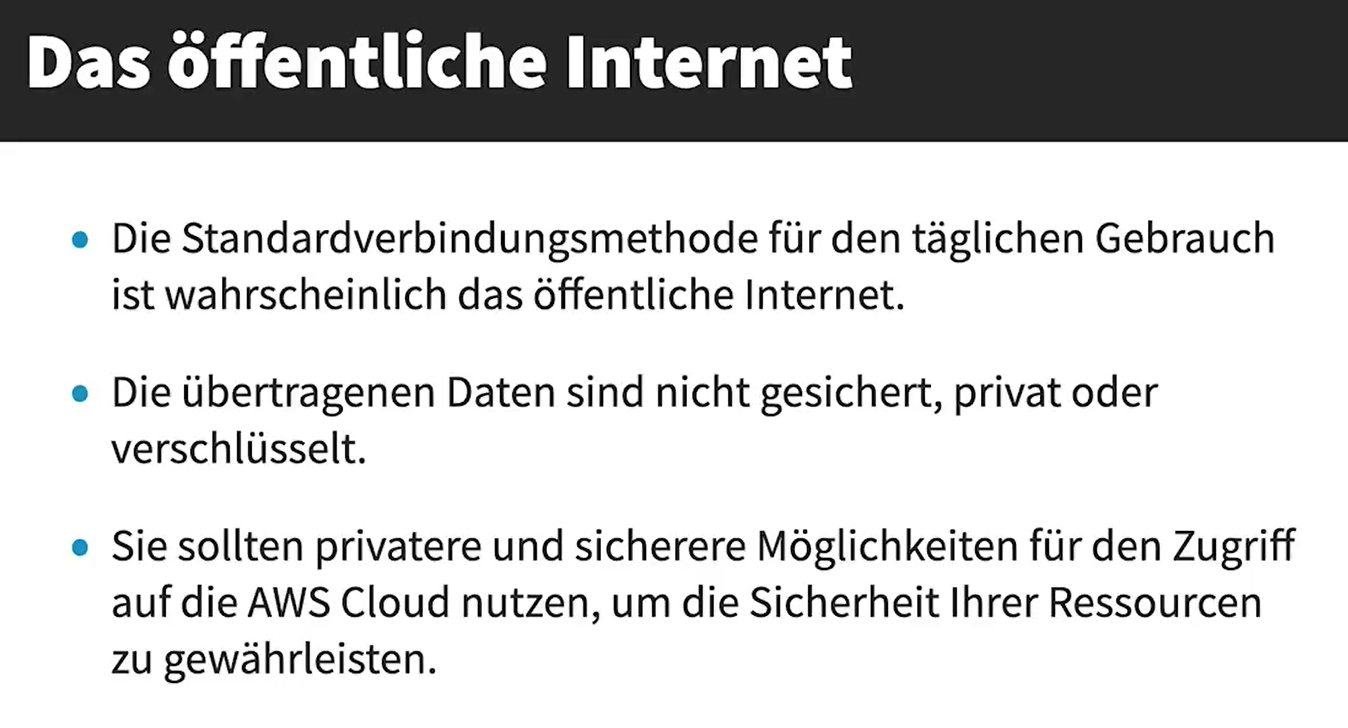 Das öffentliche Internet
• Die Standardverbindungsmethode für den täglichen Gebrauch
ist wahrscheinlich das öffentliche Internet.
• Die übertragenen Daten sind nicht gesichert, privat oder
verschlüsselt.
• Sie sollten privatere und sicherere Möglichkeiten für den Zugriff
auf die AWS Cloud nutzen, um die Sicherheit Ihrer Ressourcen
zu gewährleisten.